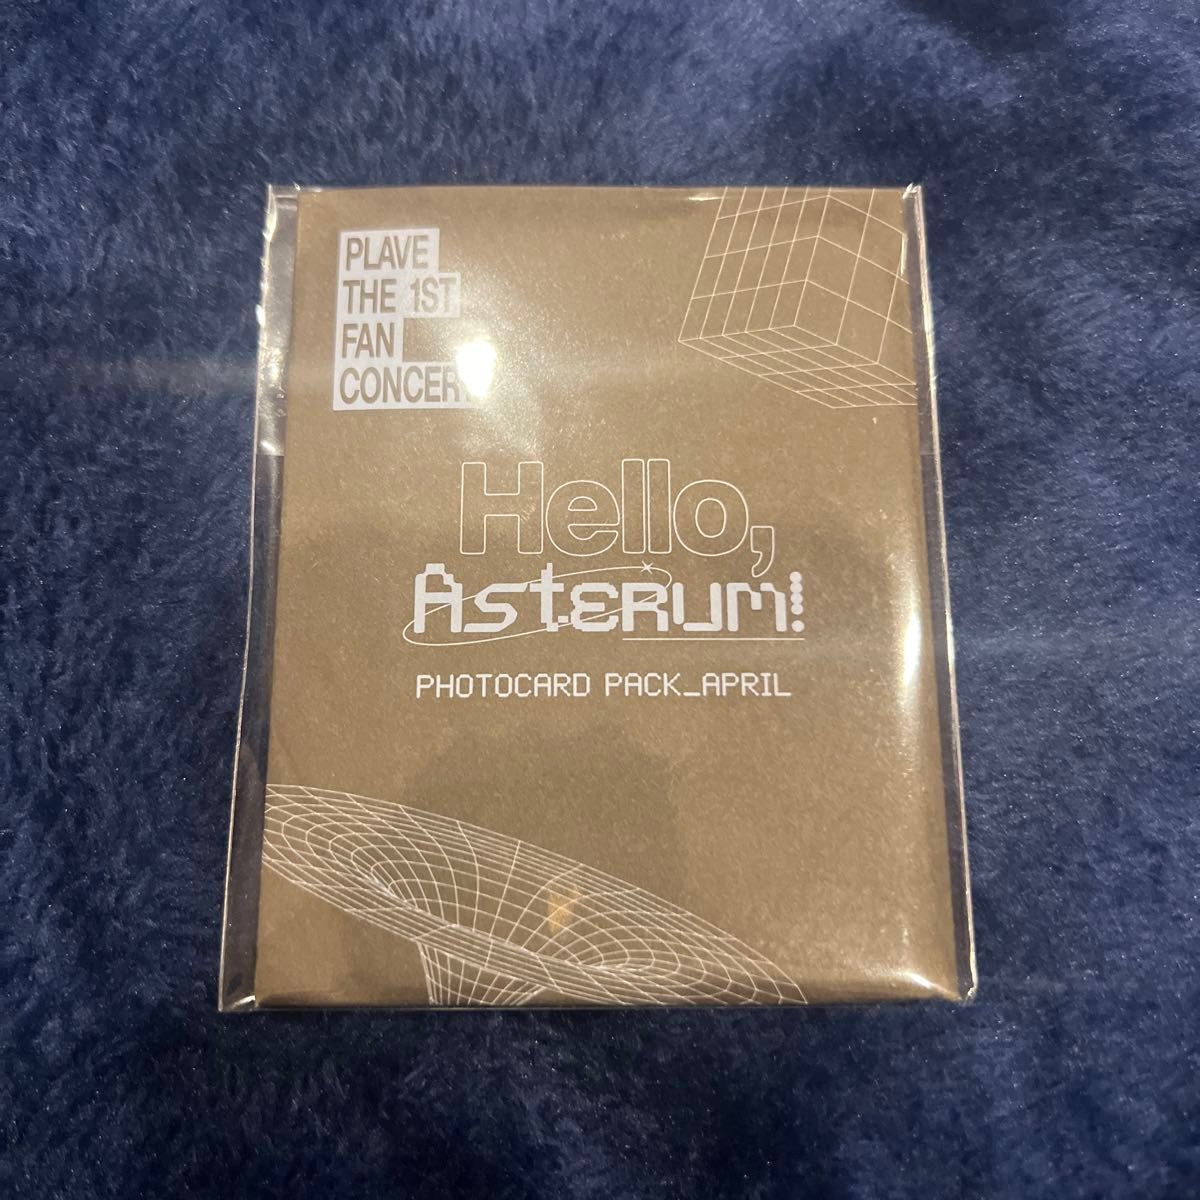 PLAVE
THE 1ST
FAN
CONCERT
Hello,
Asterum!
PHOTOCARD PACK_APRIL